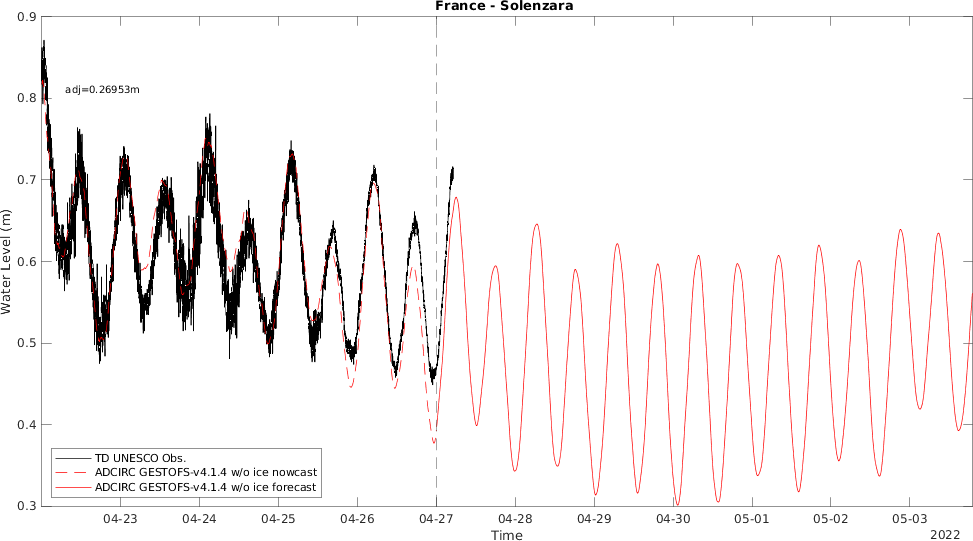 France - Solenzara
0.9
0.8
0.7
0.6
0.5
0.4
0.3
Water Level (m)
adj=0.26953m
TD UNESCO Obs.
ADCIRC GESTOFS-v4.1.4 w/o ice nowcast
ADCIRC GESTOFS-v4.1.4 w/o ice forecast
04-23 04-24 04-25 04-26 04-27 04-28 04-29 04-30 05-01 05-02 05-03
Time
2022